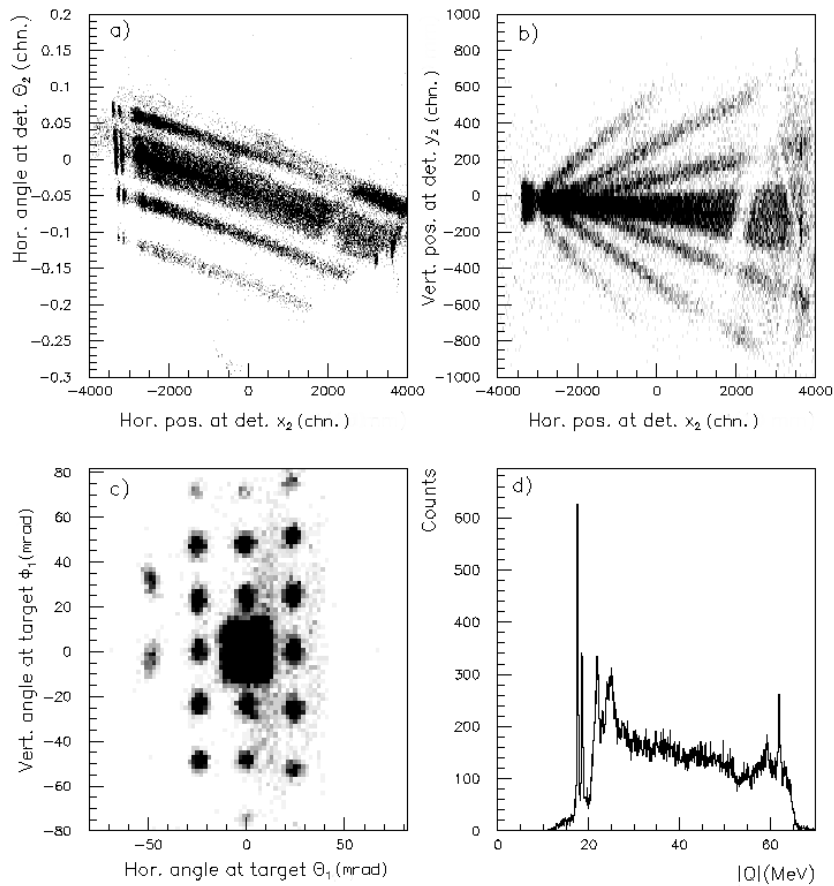 a)
Hor. angle at det. Θ₂ (chn.)
0.2
0.15
0.1
0.05
0
−0.05
−0.1
−0.15
−0.2
−0.25
−0.3
−4000 −2000 0 2000 4000
Hor. pos. at det. x₂ (chn.)
b)
Vert. pos. at det. y₂ (chn.)
1000
800
600
400
200
0
−200
−400
−600
−800
−1000
−4000 −2000 0 2000 4000
Hor. pos. at det. x₂ (chn.)
c)
Vert. angle at target ϕ₁ (mrad)
80
60
40
20
0
−20
−40
−60
−80
−50 0 50
Hor. angle at target Θ₁ (mrad)
d)
Counts
600
500
400
300
200
100
0
0 20 40 60
|Q| (MeV)